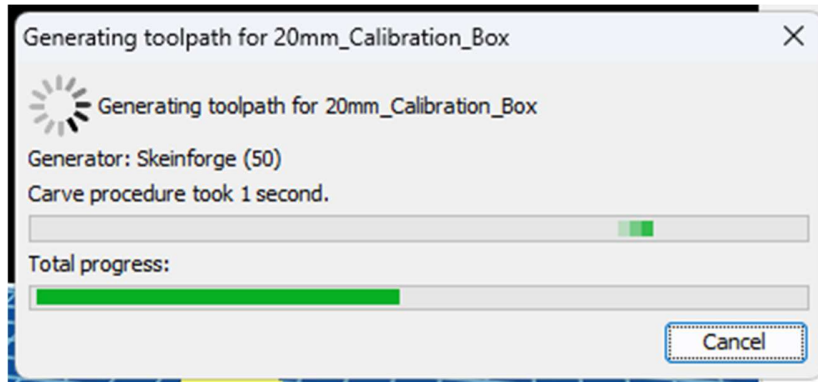 Generating toolpath for 20mm_Calibration_Box
Generating toolpath for 20mm_Calibration_Box
Generator: Skeinforge (50)
Carve procedure took 1 second.
Total progress:
Cancel